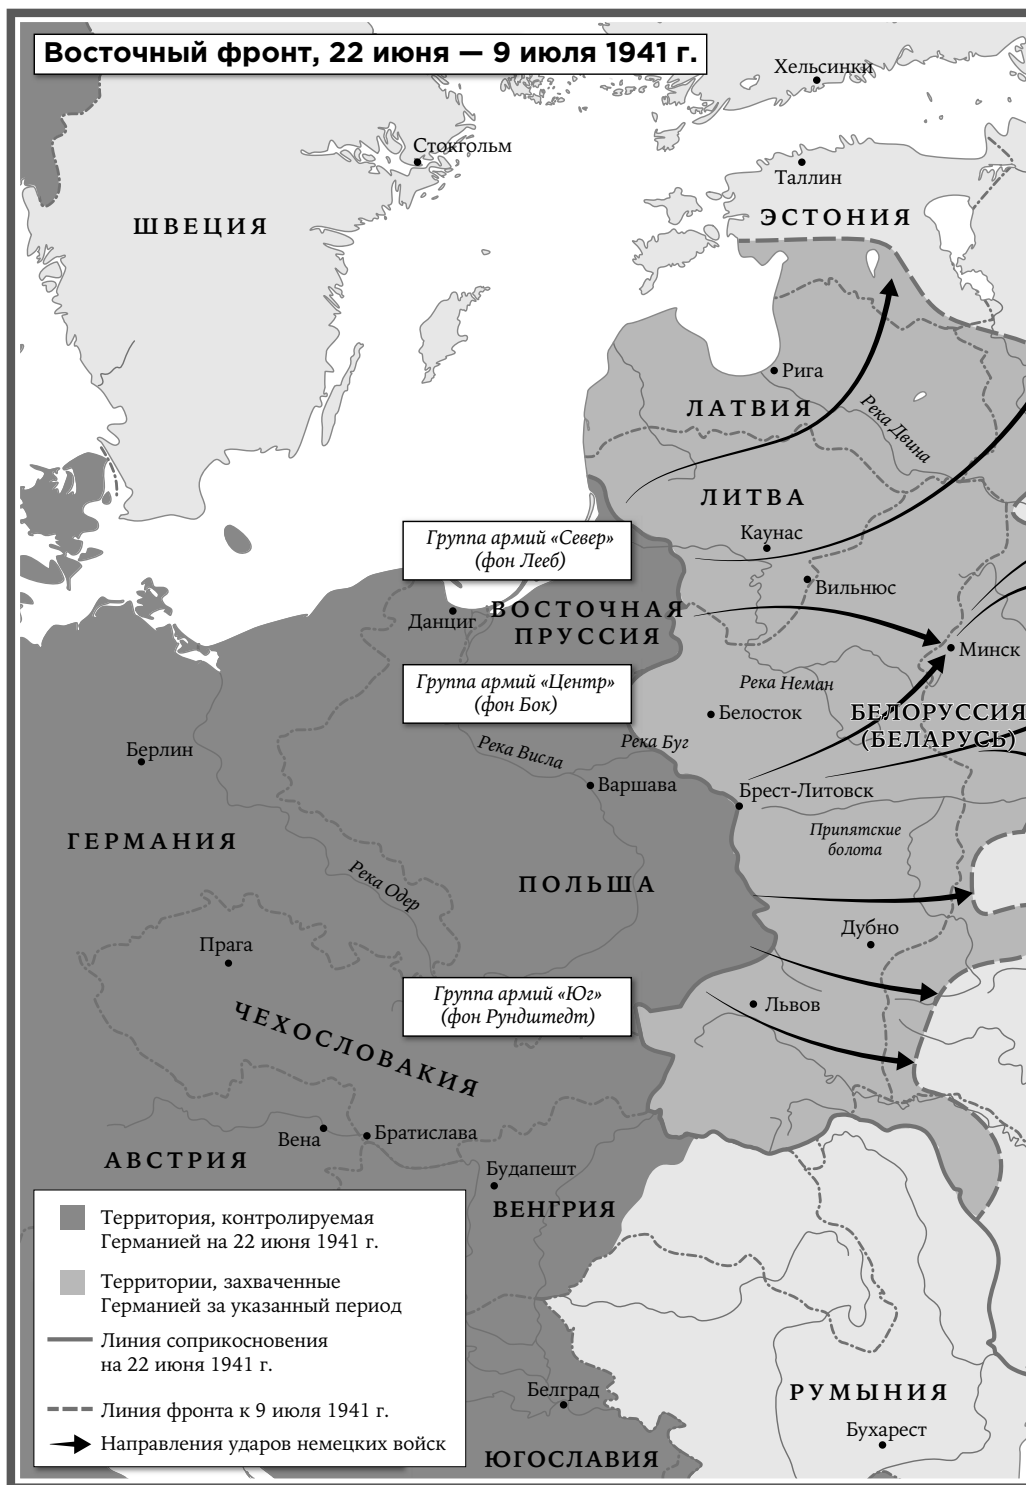 Восточный фронт, 22 июня — 9 июля 1941 г.
Хельсинки
Стокгольм
Таллин
ЭСТОНИЯ
ШВЕЦИЯ
Рига
ЛАТВИЯ
Река Двина
ЛИТВА
Каунас
Группа армий «Север»
(фон Лееб)
Вильнюс
Данциг
ВОСТОЧНАЯ
ПРУССИЯ
Минск
Группа армий «Центр»
(фон Бок)
Река Неман
Белосток
БЕЛОРУССИЯ
(БЕЛАРУСЬ)
Река Буг
Река Висла
Берлин
Варшава
Брест-Литовск
Припятские
болота
ГЕРМАНИЯ
Река Одер
ПОЛЬША
Дубно
Прага
Группа армий «Юг»
(фон Рундштедт)
Львов
ЧЕХОСЛОВАКИЯ
Вена
Братислава
АВСТРИЯ
Будапешт
ВЕНГРИЯ
Территория, контролируемая
Германией на 22 июня 1941 г.
Территории, захваченные
Германией за указанный период
Линия соприкосновения
на 22 июня 1941 г.
Линия фронта к 9 июля 1941 г.
Направления ударов немецких войск
Белград
РУМЫНИЯ
Бухарест
ЮГОСЛАВИЯ